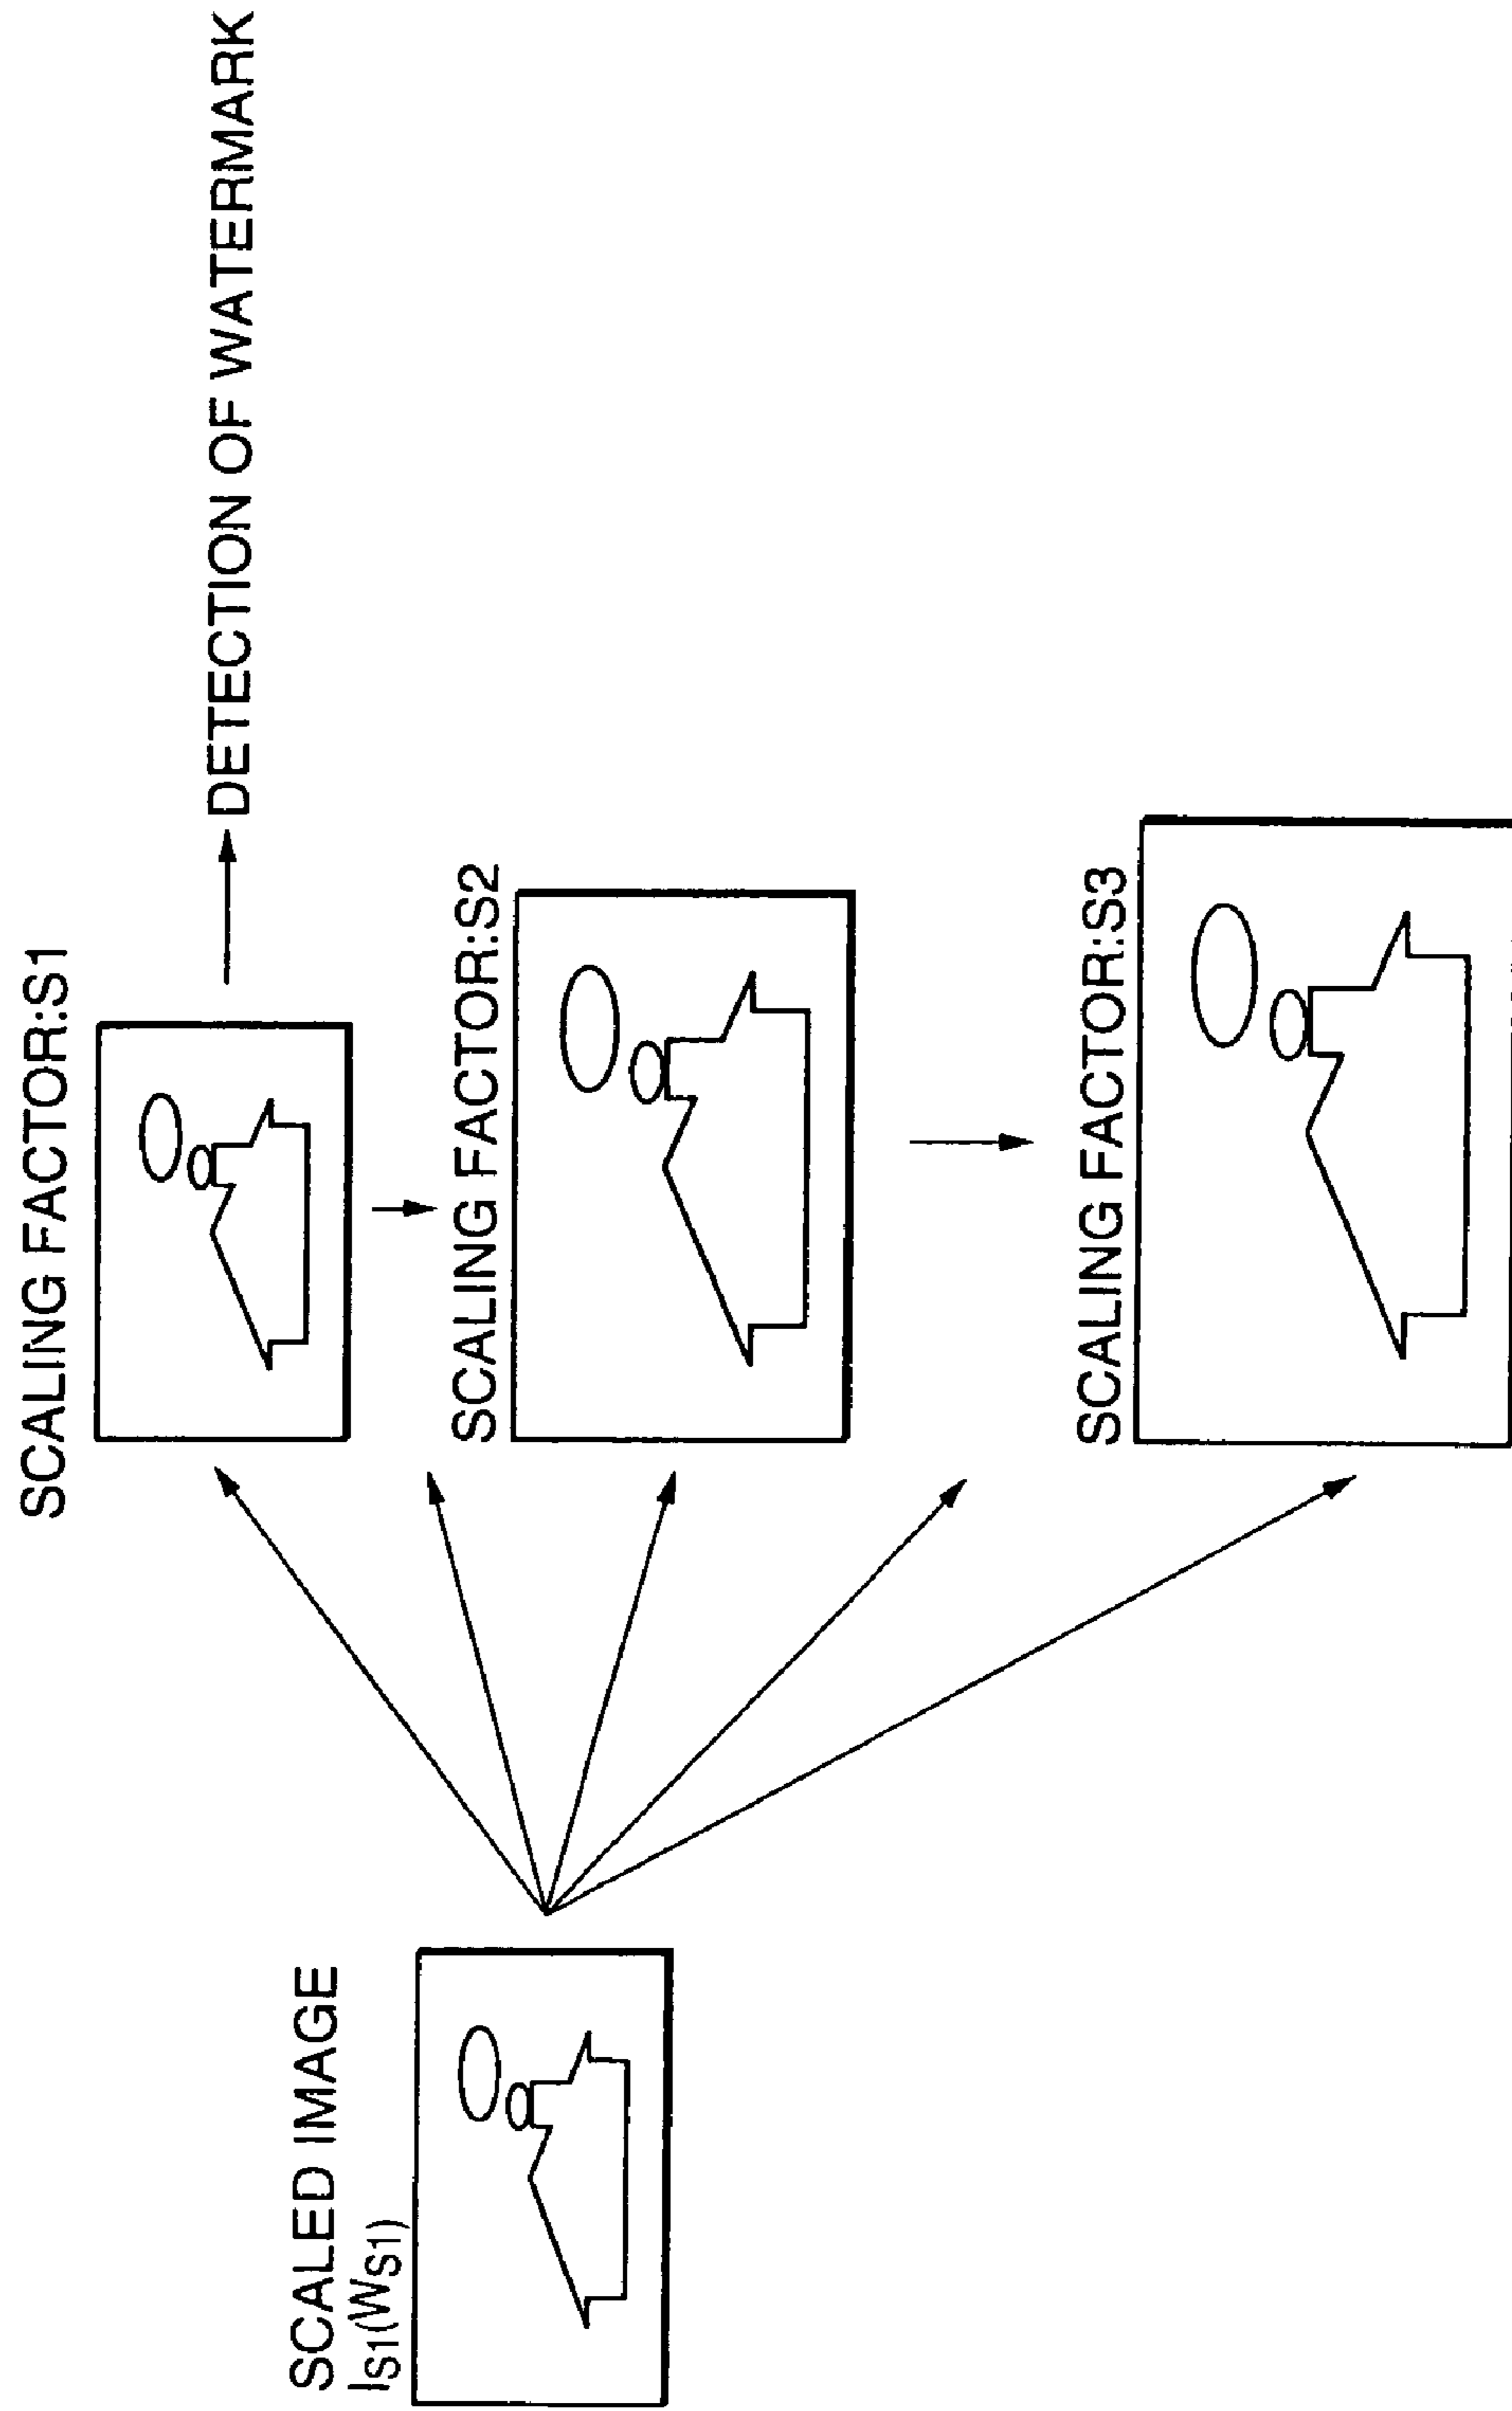 SCALED IMAGE
IS1(WS1)
SCALING FACTOR:S1
DETECTION OF WATERMARK
SCALING FACTOR:S2
SCALING FACTOR:S3